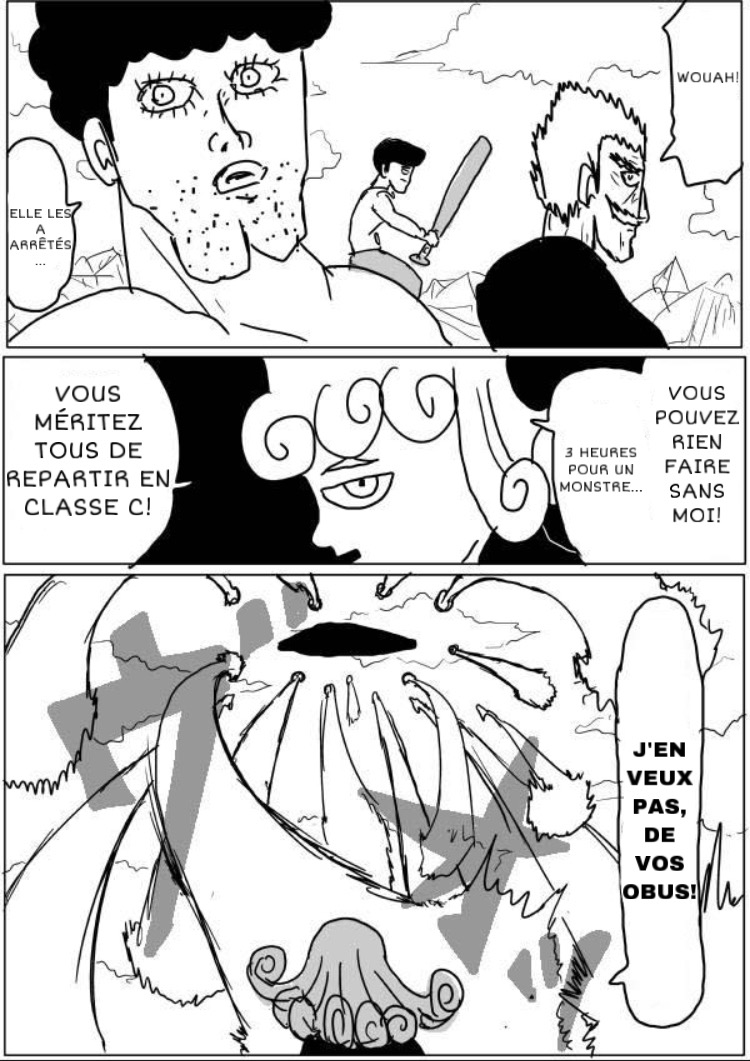 WOUAH!
ELLE LES
A
ARRÊTÉS
...
VOUS
POUVEZ
RIEN
FAIRE
SANS
MOI!
3 HEURES
POUR UN
MONSTRE...
VOUS
MÉRITEZ
TOUS DE
REPARTIR EN
CLASSE C!
J'EN
VEUX
PAS,
DE
VOS
OBUS!